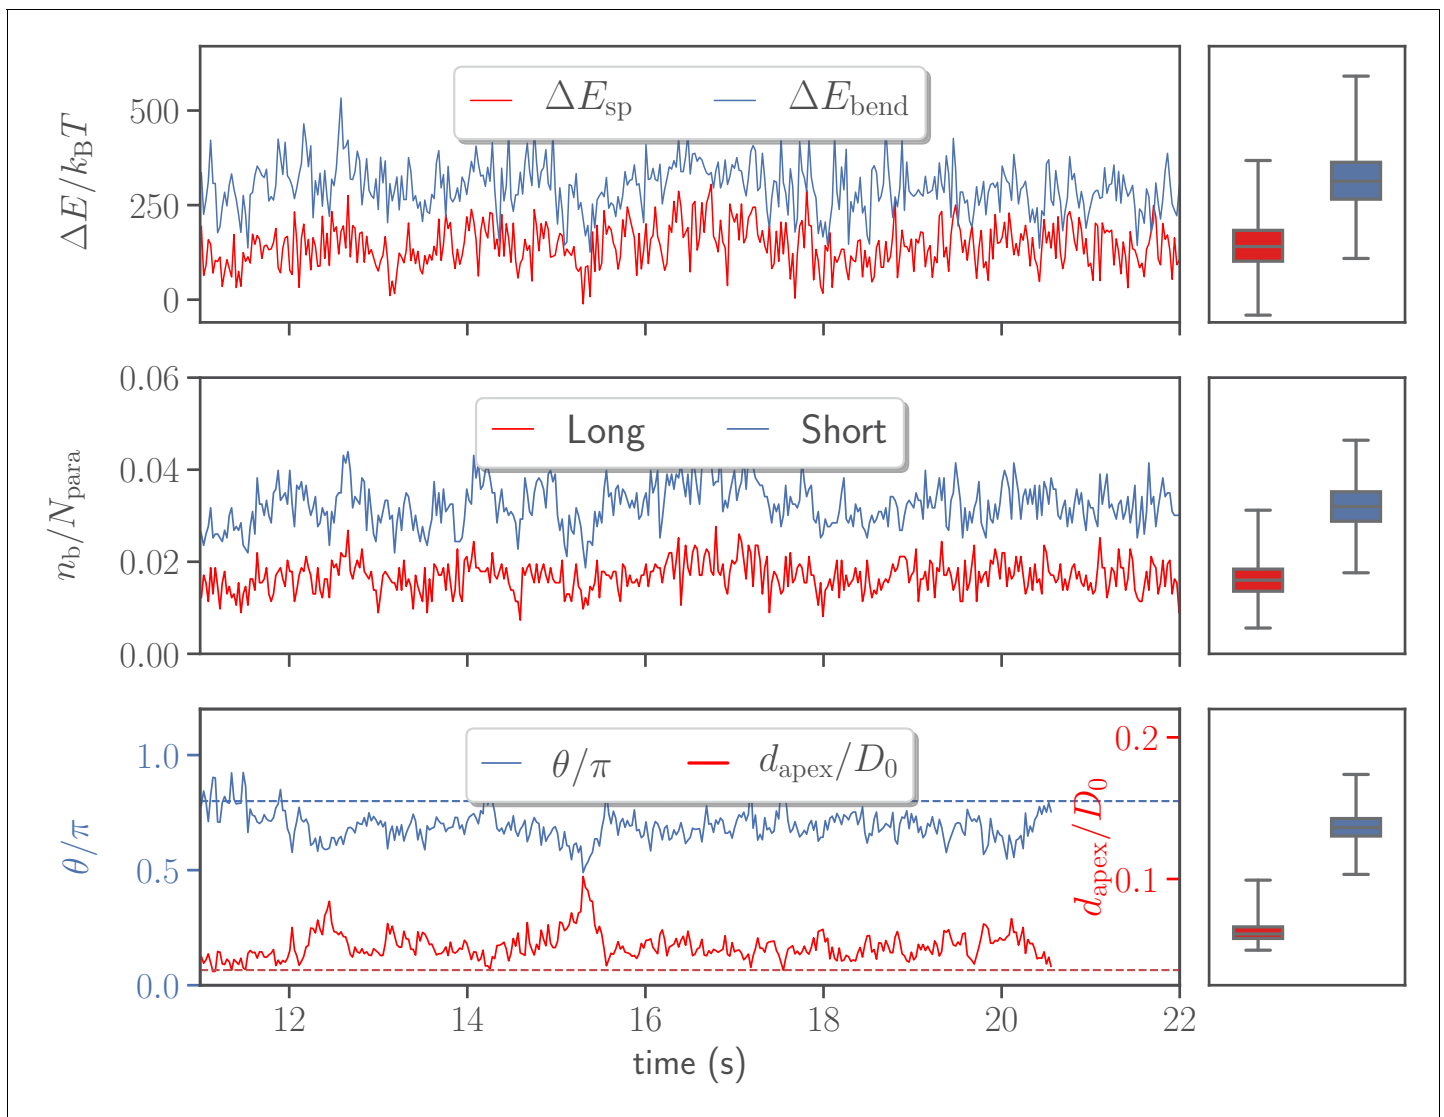 ΔE_sp ΔE_bend
500
250
0
ΔE/k_BT
0.06
0.04
0.02
0.00
n_b/N_para
Long Short
θ/π d_apex/D_0
1.0
0.5
0.0
θ/π
0.2
0.1
d_apex/D_0
12 14 16 18 20 22
time (s)